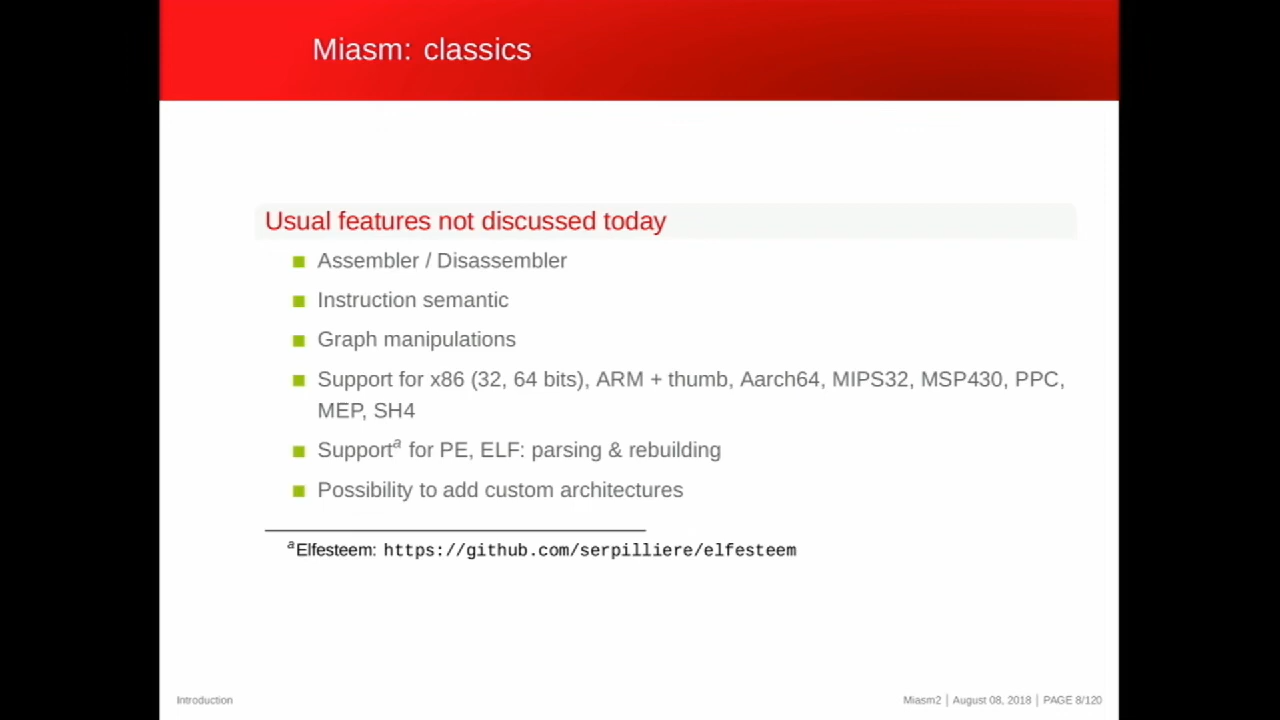 Miasm: classics
Usual features not discussed today
Assembler / Disassembler
Instruction semantic
Graph manipulations
Support for x86 (32, 64 bits), ARM + thumb, Aarch64, MIPS32, MSP430, PPC,
MEP, SH4
Supportᵃ for PE, ELF: parsing & rebuilding
Possibility to add custom architectures
ᵃElfesteem: https://github.com/serpilliere/elfesteem
Introduction
Miasm2 | August 08, 2018 | PAGE 8/120